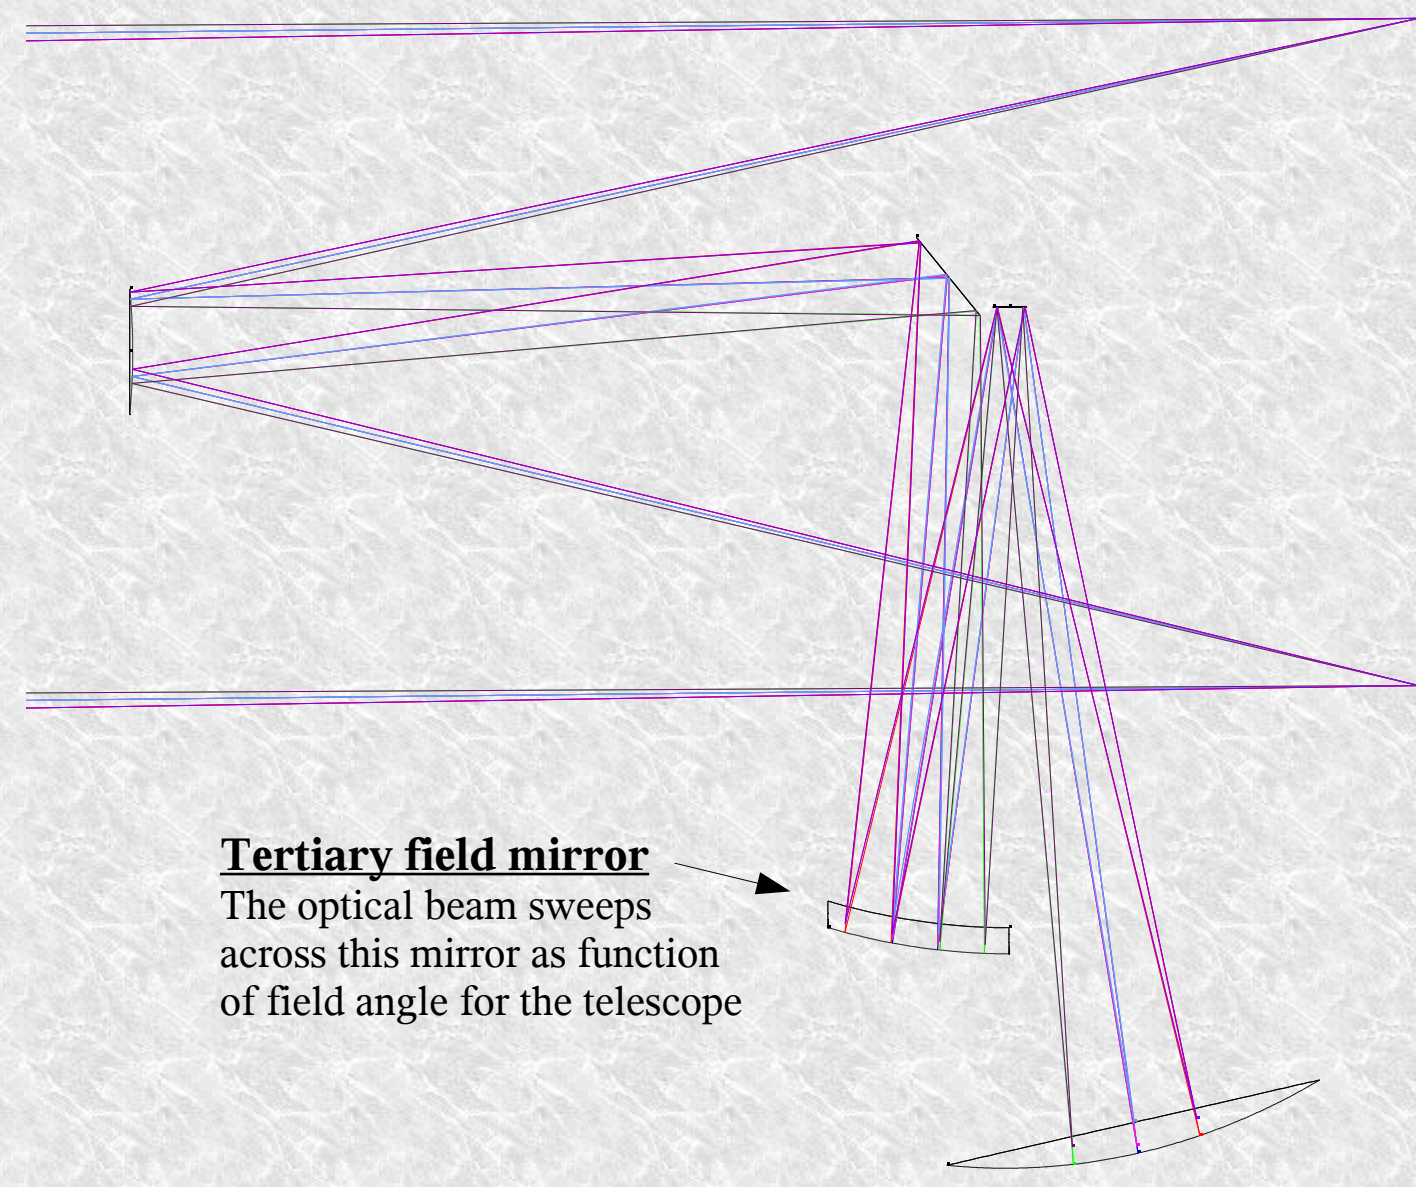 Tertiary field mirror
The optical beam sweeps
across this mirror as function
of field angle for the telescope